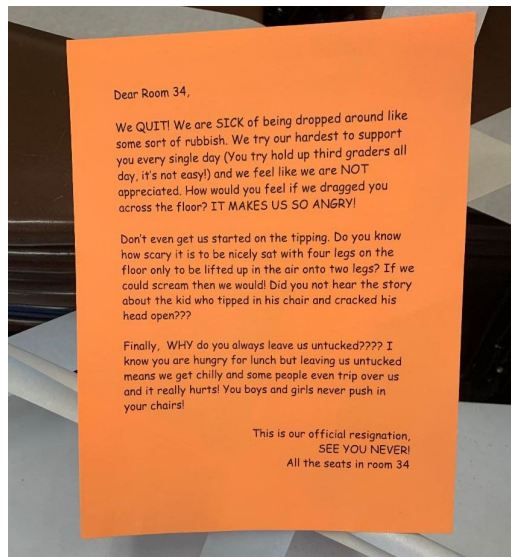 Dear Room 34,
We QUIT! We are SICK of being dropped around like
some sort of rubbish. We try our hardest to support
you every single day (You try hold up third graders all
day, it's not easy!) and we feel like we are NOT
appreciated. How would you feel if we dragged you
across the floor? IT MAKES US SO ANGRY!
Don't even get us started on the tipping. Do you know
how scary it is to be nicely sat with four legs on the
floor only to be lifted up in the air onto two legs? If we
could scream then we would! Did you not hear the story
about the kid who tipped in his chair and cracked his
head open???
Finally, WHY do you always leave us untucked???? I
know you are hungry for lunch but leaving us untucked
means we get chilly and some people even trip over us
and it really hurts! You boys and girls never push in
your chairs!
This is our official resignation,
SEE YOU NEVER!
All the seats in room 34